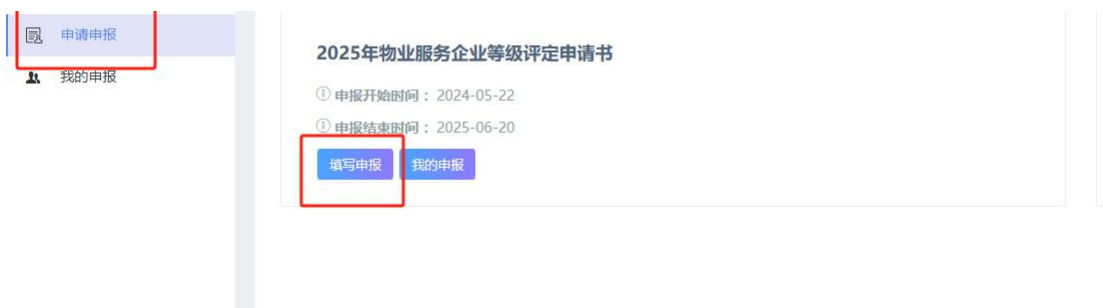 申请申报
我的申报
2025年物业服务企业等级评定申请书
申报开始时间： 2024-05-22
申报结束时间： 2025-06-20
填写申报 我的申报